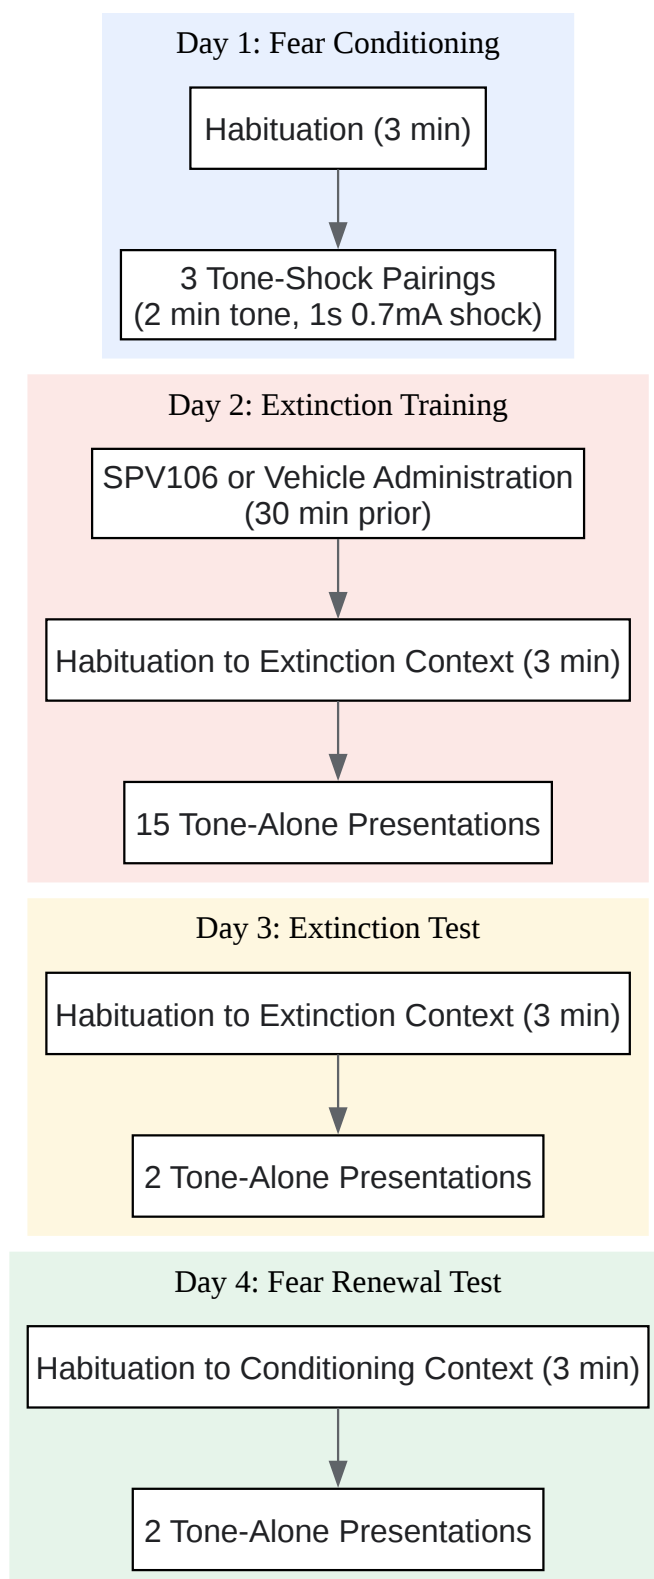 Day 1: Fear Conditioning
Habituation (3 min)
3 Tone-Shock Pairings
(2 min tone, 1s 0.7mA shock)
Day 2: Extinction Training
SPV106 or Vehicle Administration
(30 min prior)
Habituation to Extinction Context (3 min)
15 Tone-Alone Presentations
Day 3: Extinction Test
Habituation to Extinction Context (3 min)
2 Tone-Alone Presentations
Day 4: Fear Renewal Test
Habituation to Conditioning Context (3 min)
2 Tone-Alone Presentations